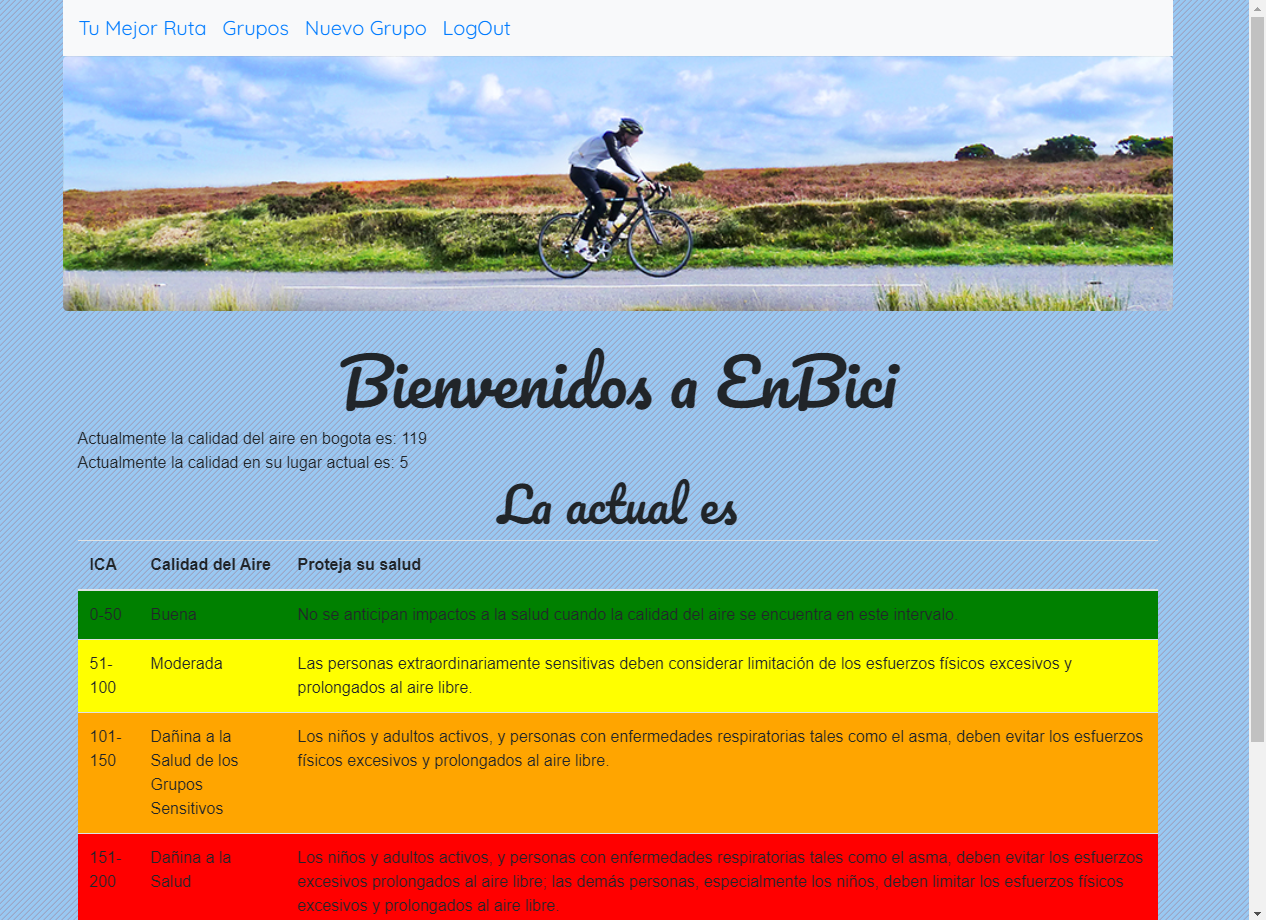 Tu Mejor Ruta Grupos Nuevo Grupo LogOut
Bienvenidos a EnBici
Actualmente la calidad del aire en bogota es: 119
Actualmente la calidad en su lugar actual es: 5
La actual es
ICA Calidad del Aire Proteja su salud
0-50 Buena No se anticipan impactos a la salud cuando la calidad del aire se encuentra en este intervalo.
51- Moderada Las personas extraordinariamente sensitivas deben considerar limitación de los esfuerzos físicos excesivos y
100 prolongados al aire libre.
101- Dañina a la Los niños y adultos activos, y personas con enfermedades respiratorias tales como el asma, deben evitar los esfuerzos
150 Salud de los físicos excesivos y prolongados al aire libre.
Grupos
Sensitivos
151- Dañina a la Los niños y adultos activos, y personas con enfermedades respiratorias tales como el asma, deben evitar los esfuerzos
200 Salud excesivos prolongados al aire libre; las demás personas, especialmente los niños, deben limitar los esfuerzos físicos
excesivos y prolongados al aire libre.